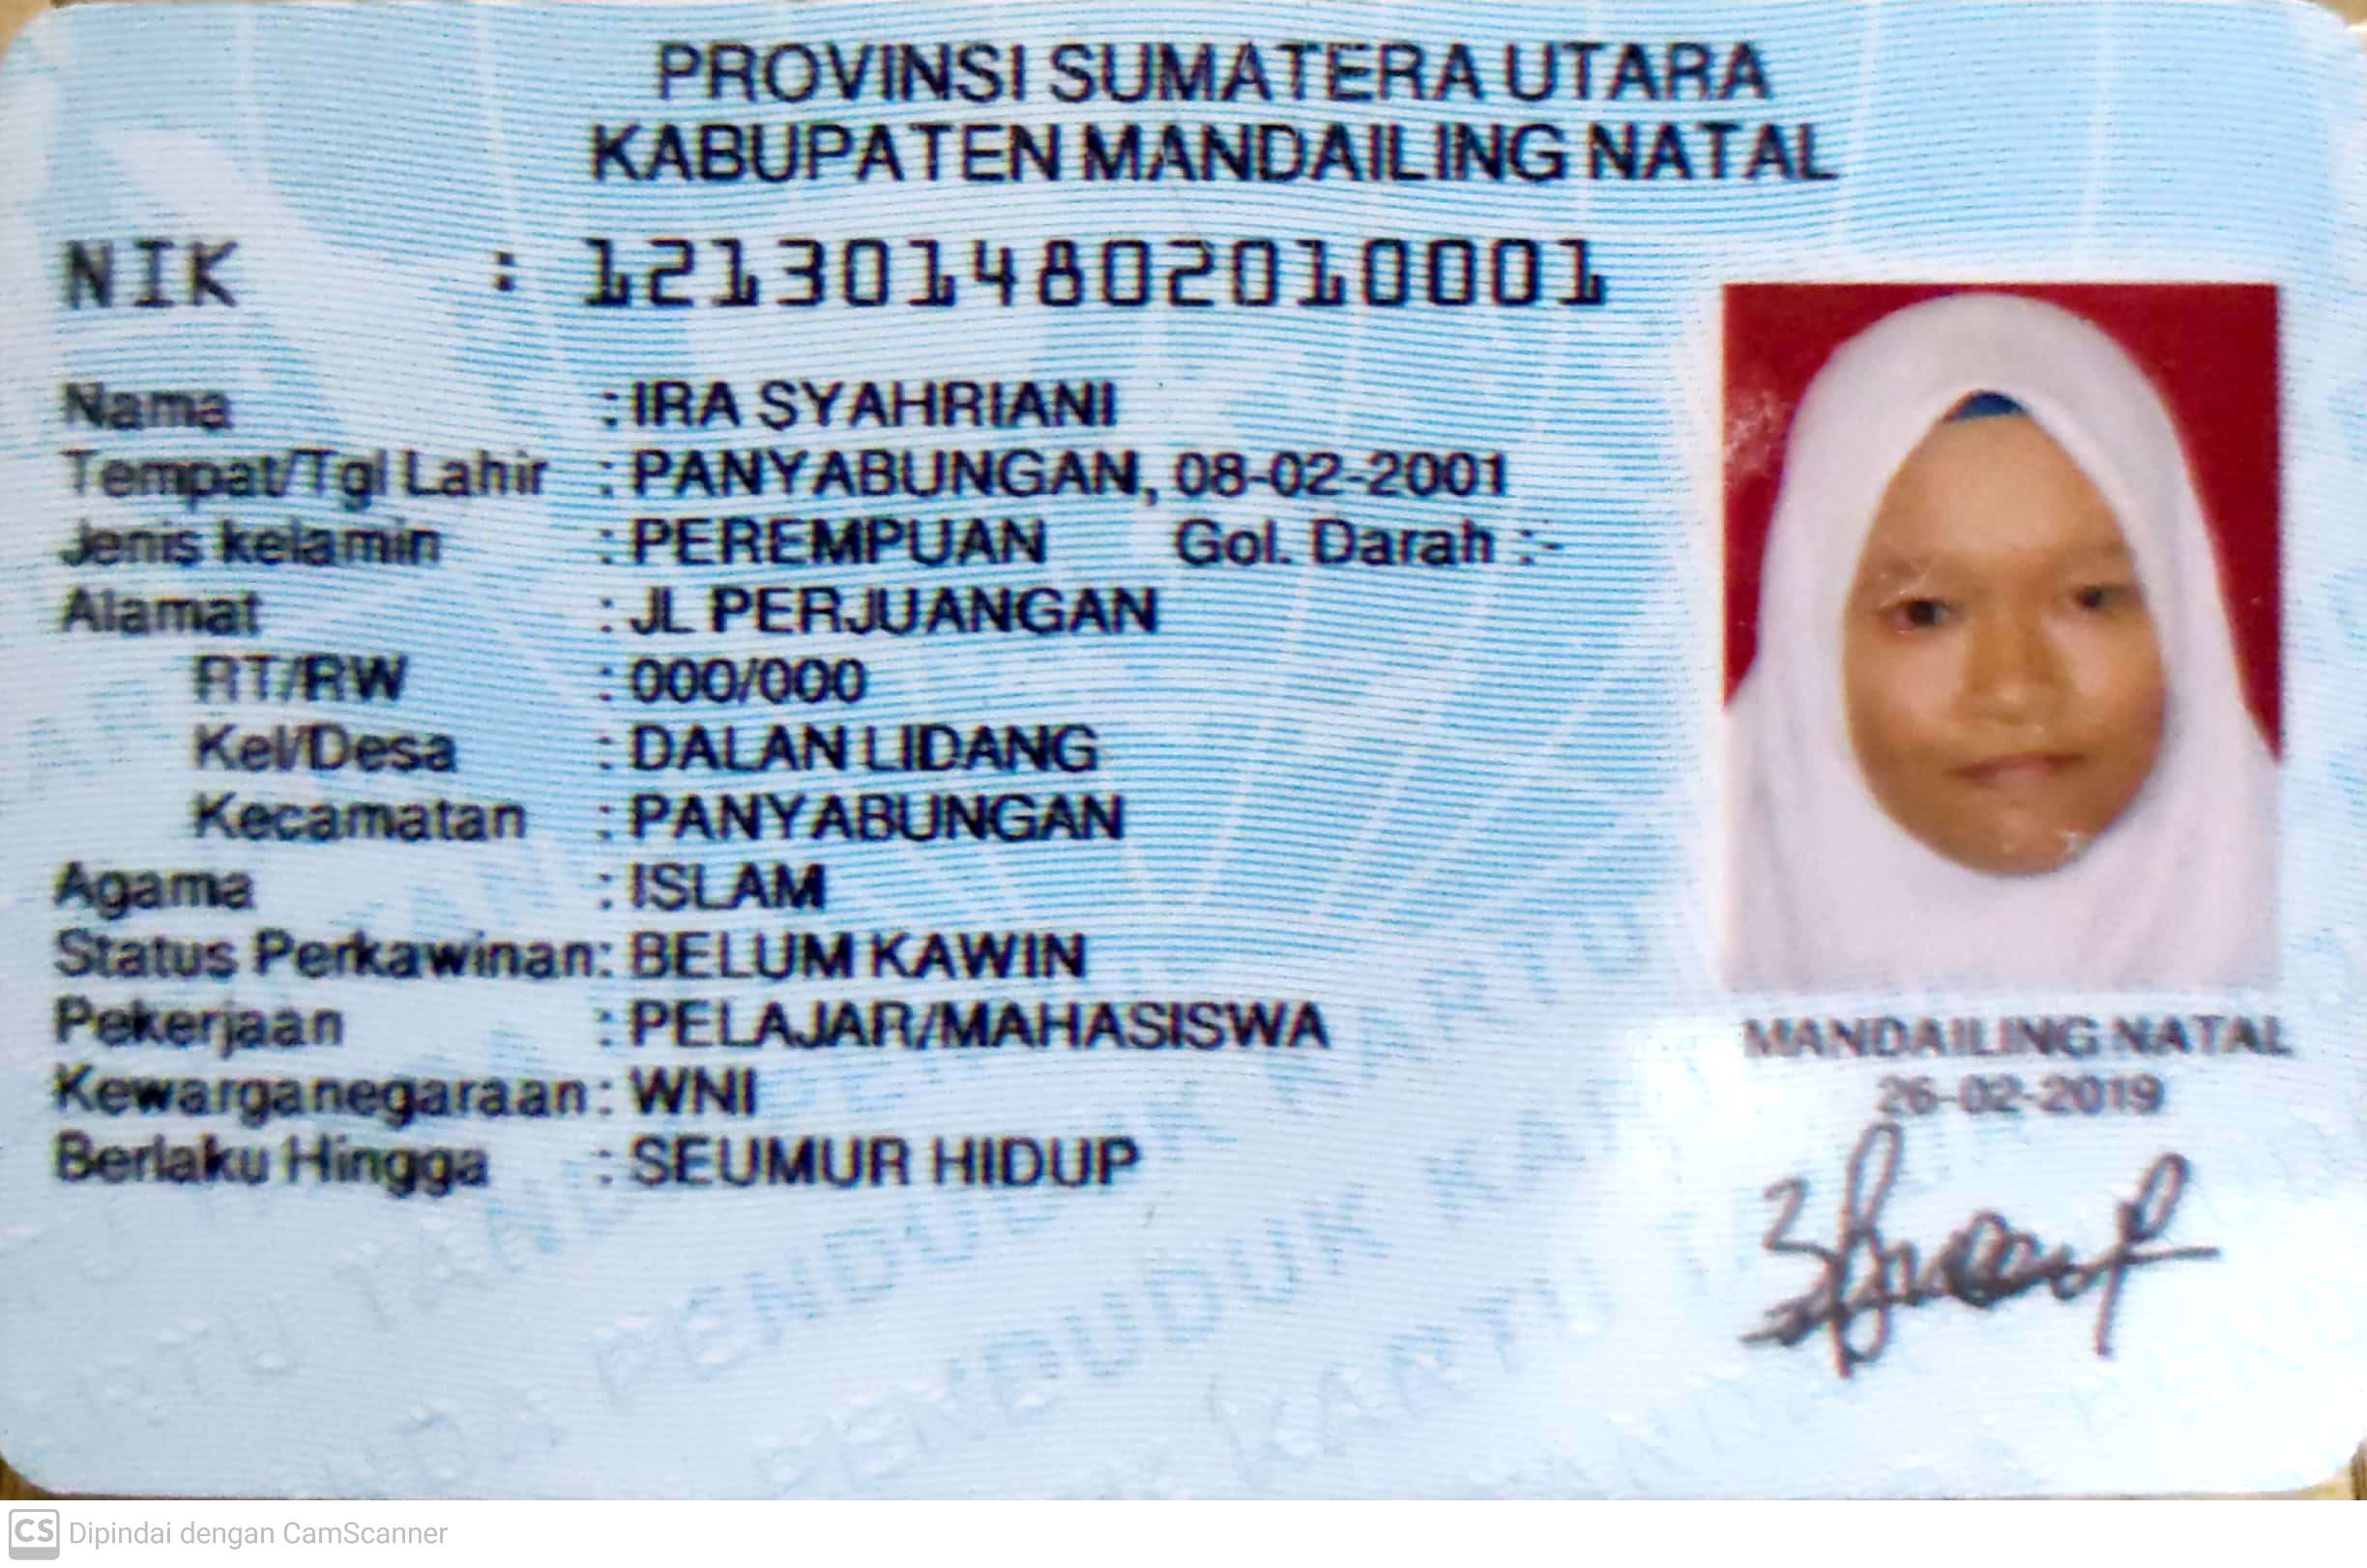 PROVINSI SUMATERA UTARA
KABUPATEN MANDAILING NATAL
NIK : 1213014802010001
Nama : IRA SYAHRIANI
Tempat/Tgl Lahir : PANYABUNGAN, 08-02-2001
Jenis kelamin : PEREMPUAN Gol. Darah :-
Alamat : JL PERJUANGAN
RT/RW : 000/000
Kel/Desa : DALAN LIDANG
Kecamatan : PANYABUNGAN
Agama : ISLAM
Status Perkawinan: BELUM KAWIN
Pekerjaan : PELAJAR/MAHASISWA
Kewarganegaraan : WNI
Berlaku Hingga : SEUMUR HIDUP
MANDAILING NATAL
26-02-2019
CS Dipindai dengan CamScanner